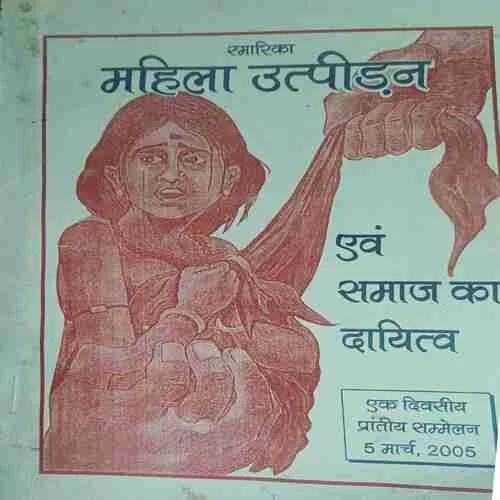 स्मारिका
महिला उत्पीड़न
एवं
समाज का
दायित्व
एक दिवसीय
प्रांतीय सम्मेलन
5 मार्च, 2005